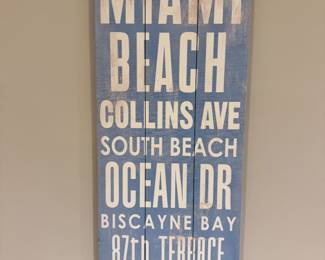 MIAMI
BEACH
COLLINS AVE
SOUTH BEACH
OCEAN DR
BISCAYNE BAY
87th TERRACE